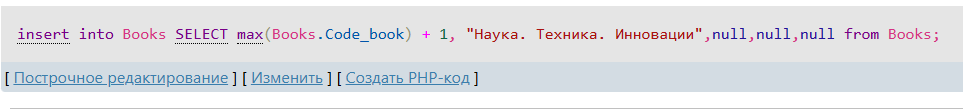 insert into Books SELECT max(Books.Code_book) + 1, "Наука. Техника. Инновации",null,null,null from Books;
[ Построчное редактирование ] [ Изменить ] [ Создать PHP-код ]